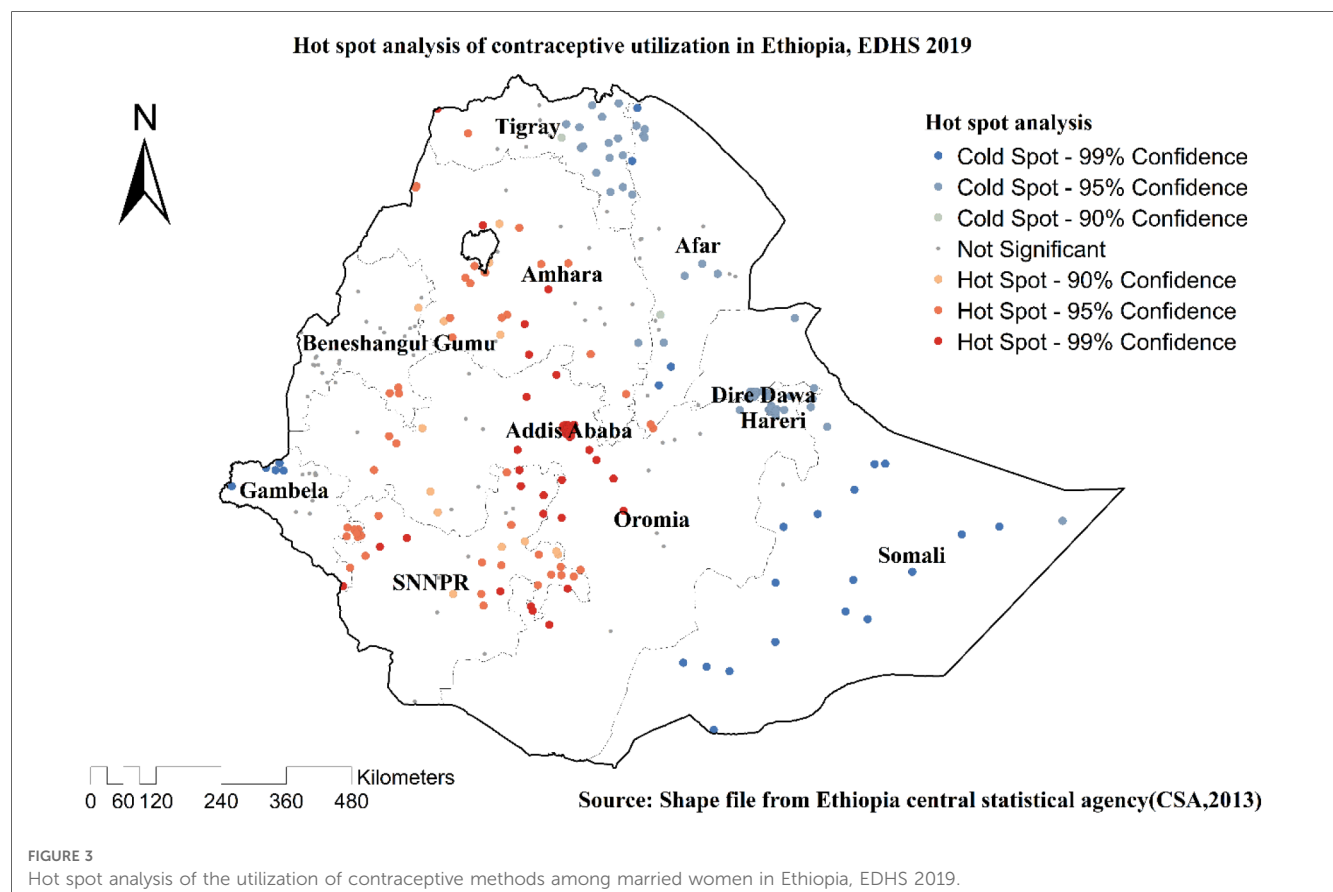 Hot spot analysis of contraceptive utilization in Ethiopia, EDHS 2019
N
Hot spot analysis
Cold Spot - 99% Confidence
Cold Spot - 95% Confidence
Cold Spot - 90% Confidence
Not Significant
Hot Spot - 90% Confidence
Hot Spot - 95% Confidence
Hot Spot - 99% Confidence
Tigray
Afar
Amhara
Beneshangul Gumu
Dire Dawa
Hareri
Addis Ababa
Gambela
Oromia
Somali
SNNPR
Kilometers
0 60 120 240 360 480
Source: Shape file from Ethiopia central statistical agency(CSA,2013)
FIGURE 3
Hot spot analysis of the utilization of contraceptive methods among married women in Ethiopia, EDHS 2019.